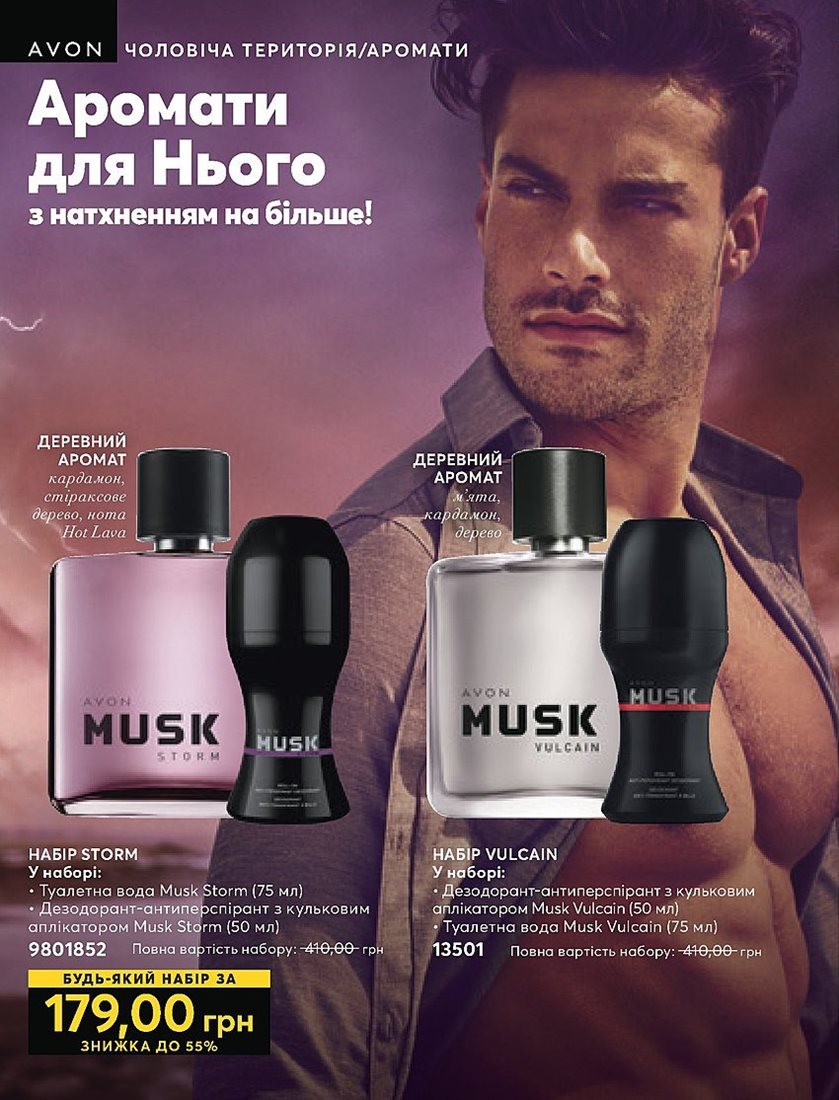 AVON ЧОЛОВІЧА ТЕРИТОРІЯ/АРОМАТИ
Аромати
для Нього
з натхненням на більше!
ДЕРЕВНИЙ
АРОМАТ
кардамон,
стіраксове
дерево, нота
Hot Lava
AVON
MUSK
STORM
MUSK
ДЕРЕВНИЙ
АРОМАТ
м'ята,
кардамон,
дерево
AVON
MUSK
VULCAIN
MUSK
НАБІР STORM
У наборі:
• Туалетна вода Musk Storm (75 мл)
• Дезодорант-антиперспірант з кульковим
аплікатором Musk Storm (50 мл)
9801852 Повна вартість набору: 410,00 грн
НАБІР VULCAIN
У наборі:
• Дезодорант-антиперспірант з кульковим
аплікатором Musk Vulcain (50 мл)
• Туалетна вода Musk Vulcain (75 мл)
13501 Повна вартість набору: 410,00 грн
БУДЬ-ЯКИЙ НАБІР ЗА
179,00 грн
ЗНИЖКА ДО 55%